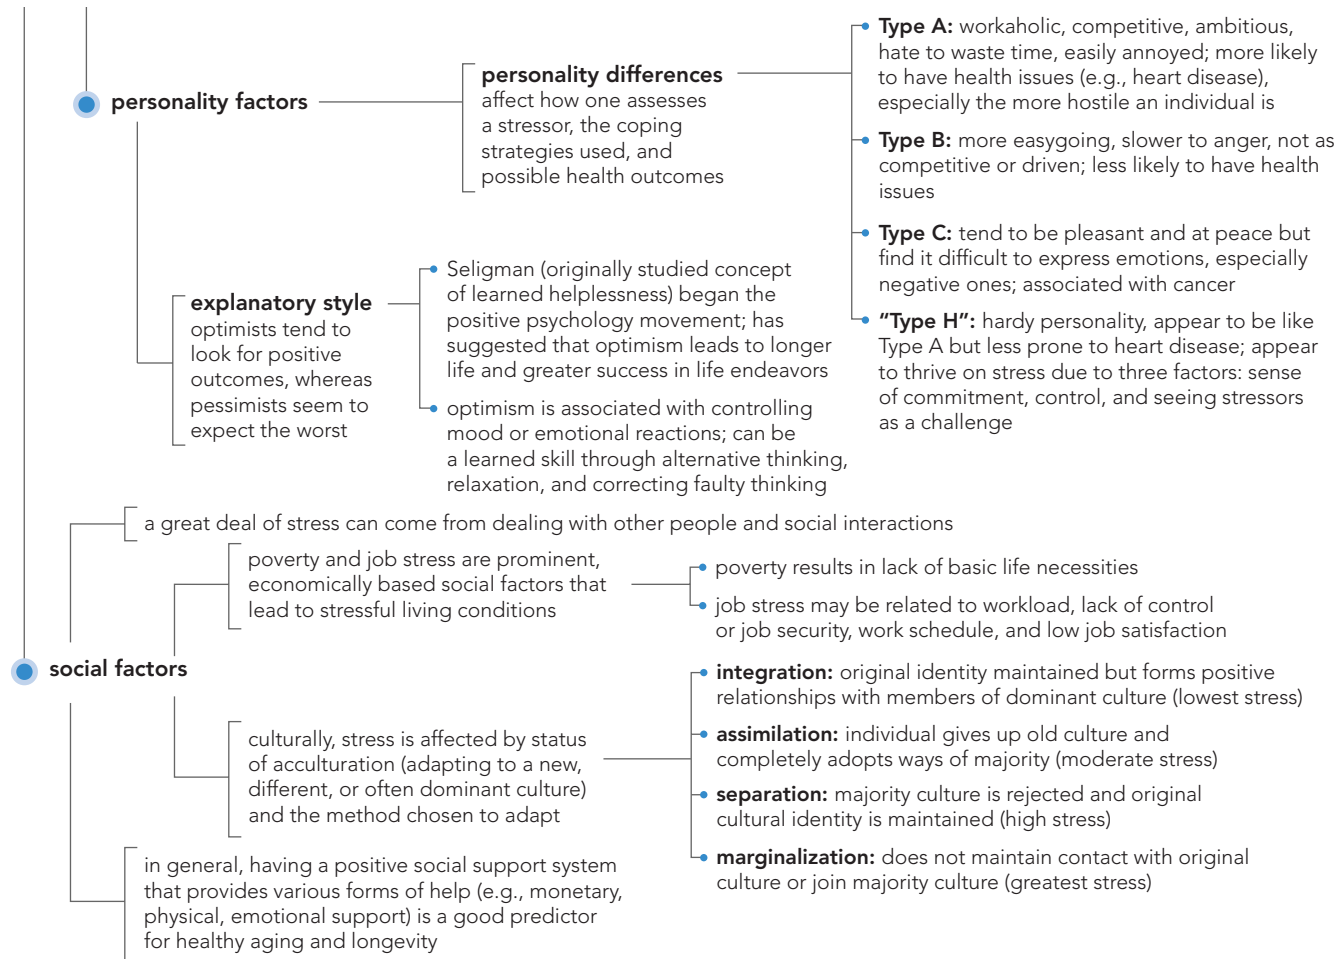 personality factors
personality differences
affect how one assesses
a stressor, the coping
strategies used, and
possible health outcomes
Type A: workaholic, competitive, ambitious,
hate to waste time, easily annoyed; more likely
to have health issues (e.g., heart disease),
especially the more hostile an individual is
Type B: more easygoing, slower to anger, not as
competitive or driven; less likely to have health
issues
Type C: tend to be pleasant and at peace but
find it difficult to express emotions, especially
negative ones; associated with cancer
"Type H": hardy personality, appear to be like
Type A but less prone to heart disease; appear
to thrive on stress due to three factors: sense
of commitment, control, and seeing stressors
as a challenge
explanatory style
optimists tend to
look for positive
outcomes, whereas
pessimists seem to
expect the worst
Seligman (originally studied concept
of learned helplessness) began the
positive psychology movement; has
suggested that optimism leads to longer
life and greater success in life endeavors
optimism is associated with controlling
mood or emotional reactions; can be
a learned skill through alternative thinking,
relaxation, and correcting faulty thinking
social factors
a great deal of stress can come from dealing with other people and social interactions
poverty and job stress are prominent,
economically based social factors that
lead to stressful living conditions
poverty results in lack of basic life necessities
job stress may be related to workload, lack of control
or job security, work schedule, and low job satisfaction
culturally, stress is affected by status
of acculturation (adapting to a new,
different, or often dominant culture)
and the method chosen to adapt
integration: original identity maintained but forms positive
relationships with members of dominant culture (lowest stress)
assimilation: individual gives up old culture and
completely adopts ways of majority (moderate stress)
separation: majority culture is rejected and original
cultural identity is maintained (high stress)
marginalization: does not maintain contact with original
culture or join majority culture (greatest stress)
in general, having a positive social support system
that provides various forms of help (e.g., monetary,
physical, emotional support) is a good predictor
for healthy aging and longevity